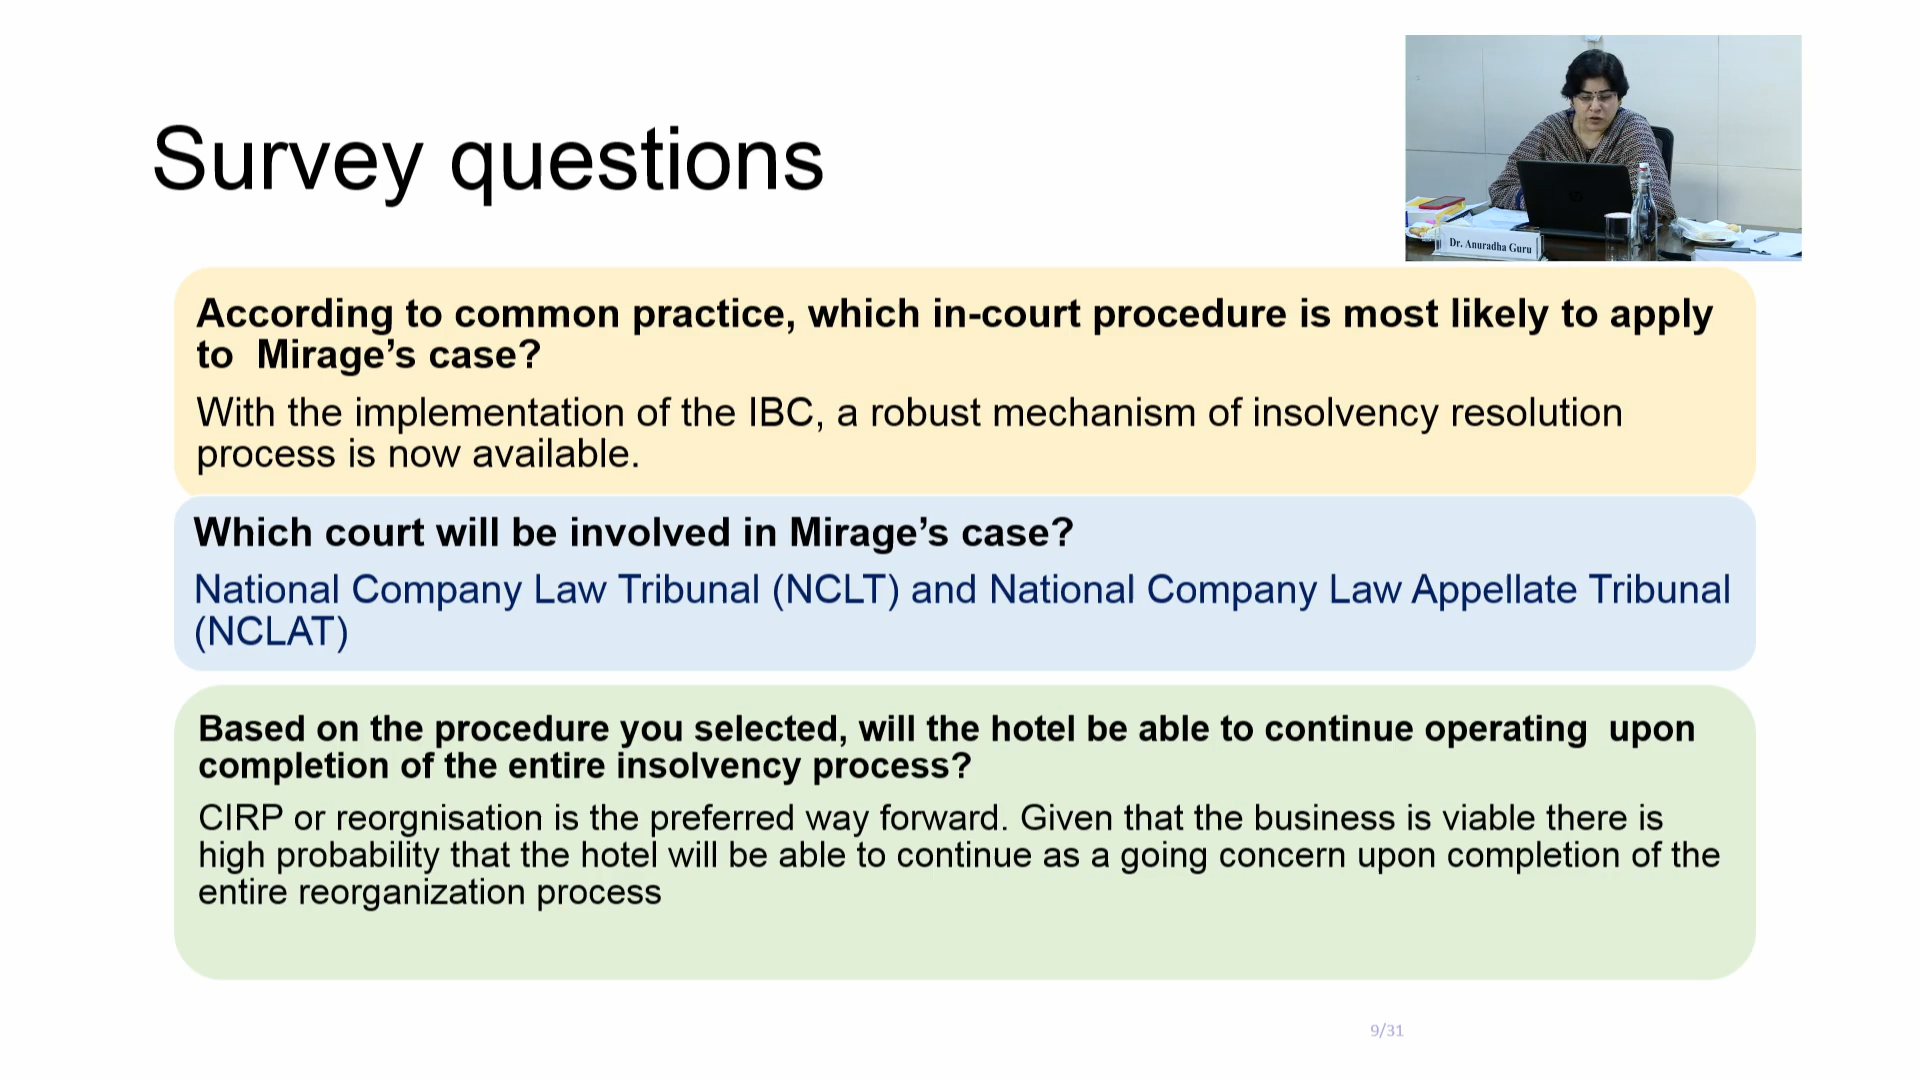 Survey questions
Dr. Anuradha Guru
According to common practice, which in-court procedure is most likely to apply
to  Mirage’s case?
With the implementation of the IBC, a robust mechanism of insolvency resolution
process is now available.
Which court will be involved in Mirage’s case?
National Company Law Tribunal (NCLT) and National Company Law Appellate Tribunal
(NCLAT)
Based on the procedure you selected, will the hotel be able to continue operating  upon
completion of the entire insolvency process?
CIRP or reorgnisation is the preferred way forward. Given that the business is viable there is
high probability that the hotel will be able to continue as a going concern upon completion of the
entire reorganization process
9/31